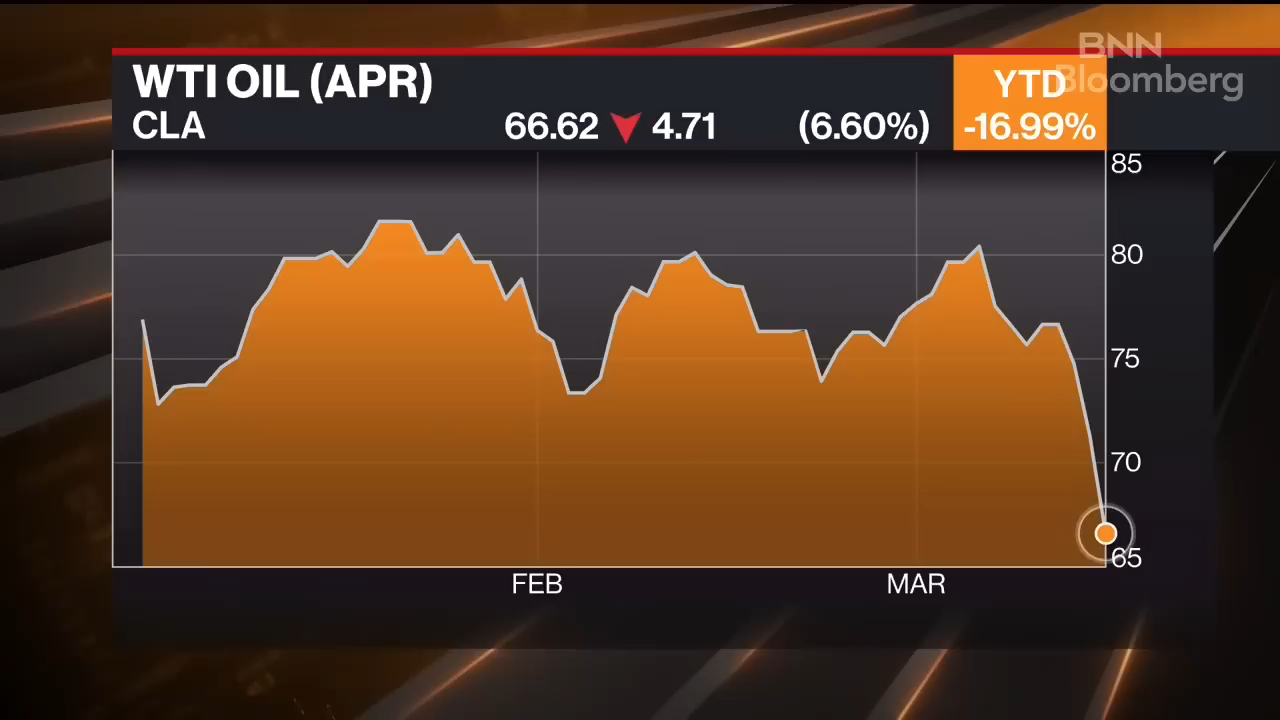 BNN
Bloomberg
WTI OIL (APR)
YTD
CLA
66.62 4.71 (6.60%)
-16.99%
85
80
75
70
65
FEB MAR